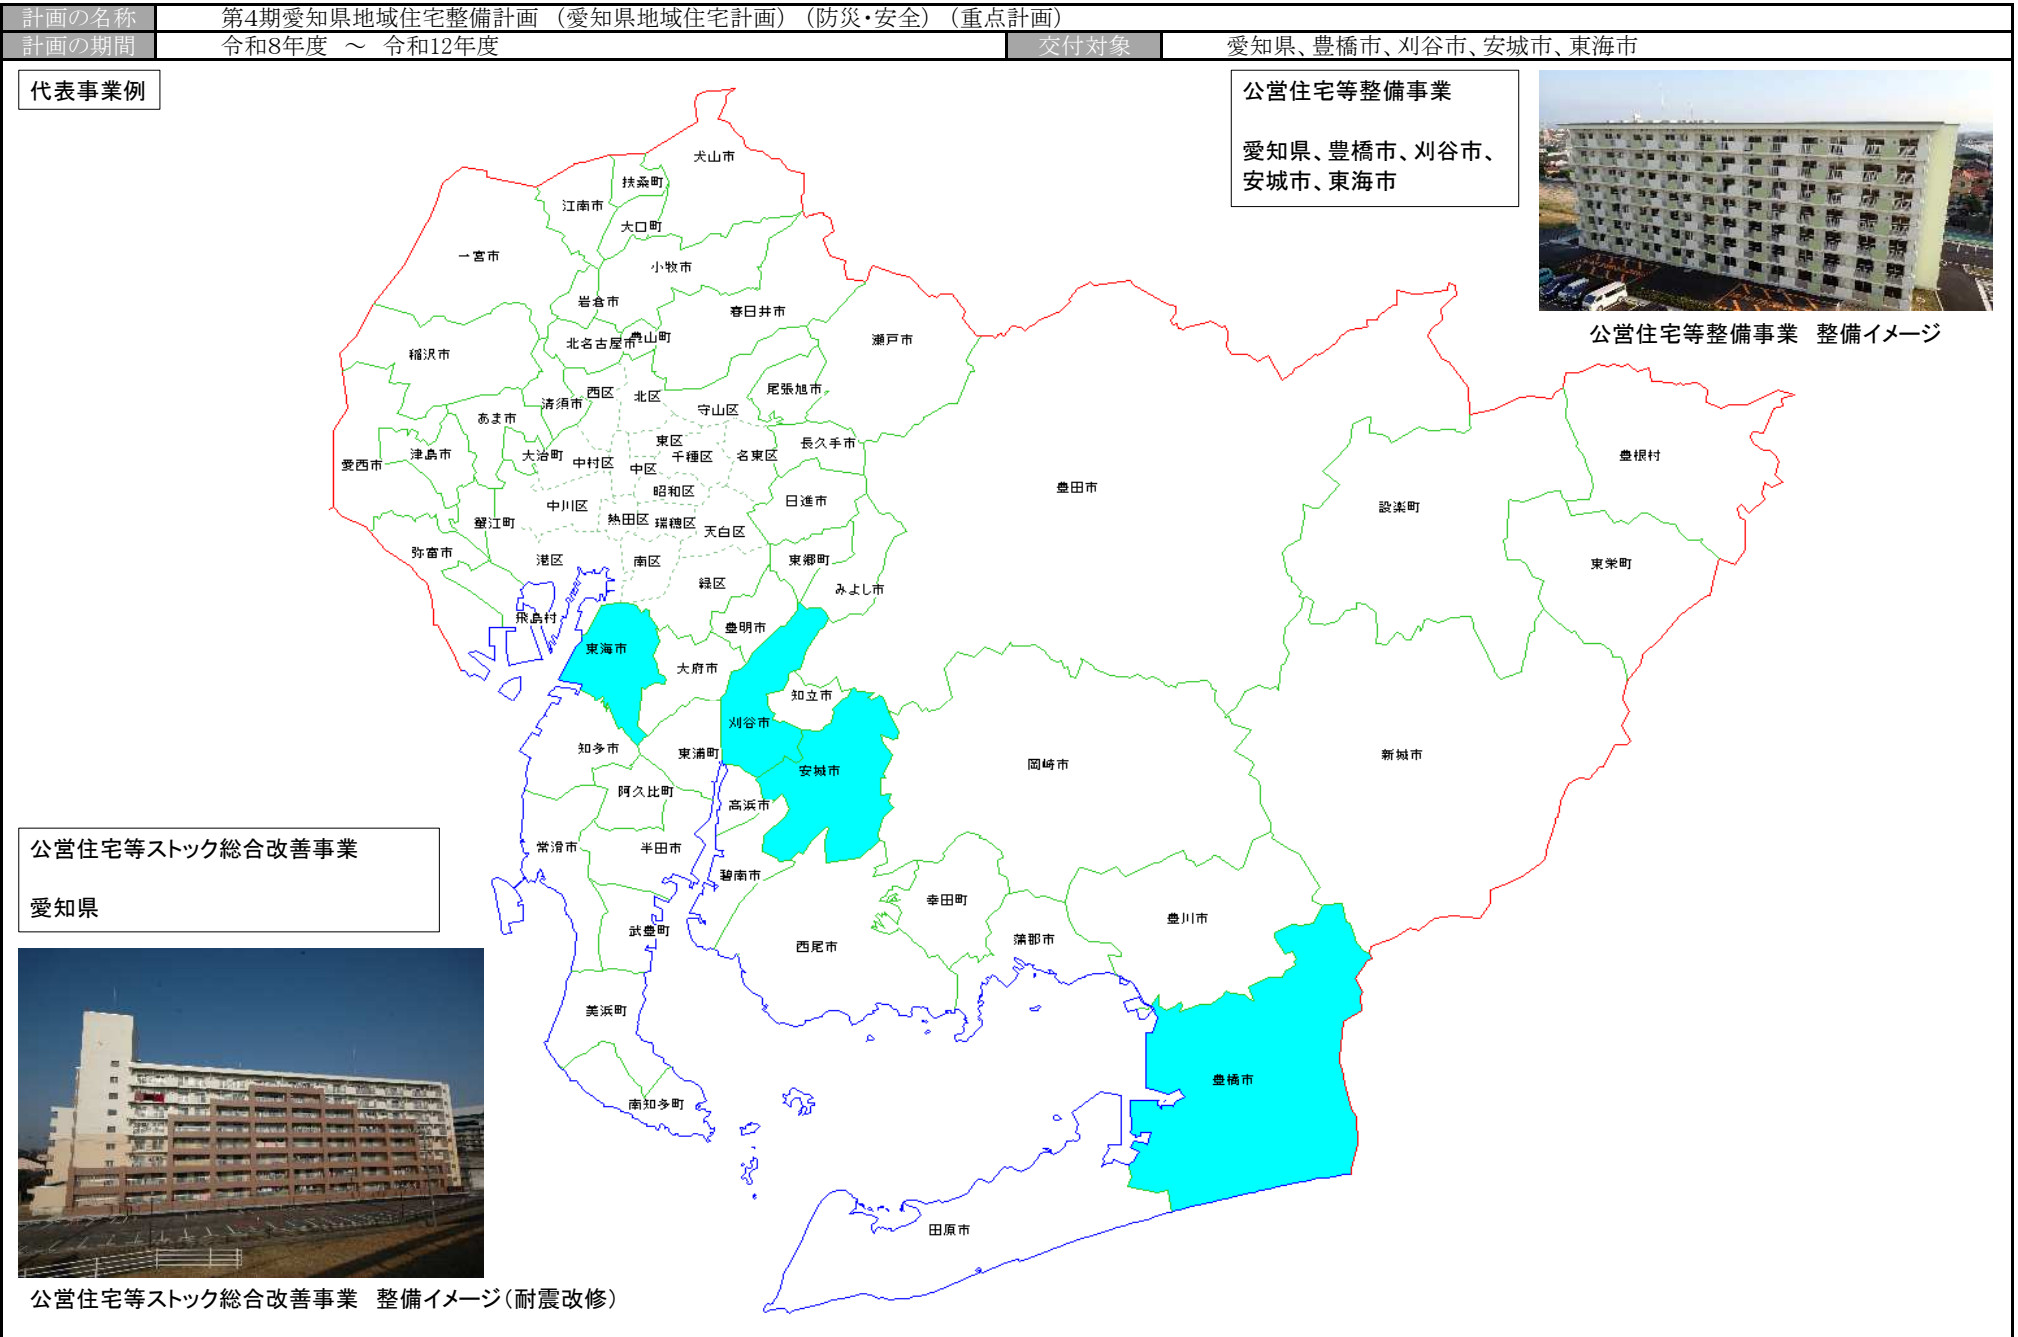 計画の名称 第4期愛知県地域住宅整備計画 （愛知県地域住宅計画）（防災・安全）（重点計画）
計画の期間 令和8年度 ～ 令和12年度 交付対象 愛知県、豊橋市、刈谷市、安城市、東海市
代表事業例
公営住宅等整備事業
愛知県、豊橋市、刈谷市、
安城市、東海市
公営住宅等整備事業 整備イメージ
犬山市
扶桑町
江南市
大口町
一宮市
小牧市
岩倉市
春日井市
豊山町
北名古屋市
瀬戸市
稲沢市
尾張旭市
西区
北区
清須市
守山区
あま市
東区
長久手市
津島市
大治町
中村区
中区
千種区
名東区
愛西市
豊根村
豊田市
昭和区
日進市
設楽町
中川区
蟹江町
熱田区
瑞穂区
天白区
弥富市
港区
南区
東郷町
東栄町
緑区
みよし市
飛島村
豊明市
東海市
大府市
知立市
刈谷市
知多市
東浦町
新城市
岡崎市
安城市
阿久比町
高浜市
常滑市
半田市
碧南市
幸田町
豊川市
武豊町
蒲郡市
西尾市
美浜町
豊橋市
南知多町
田原市
公営住宅等ストック総合改善事業
愛知県
公営住宅等ストック総合改善事業 整備イメージ（耐震改修）